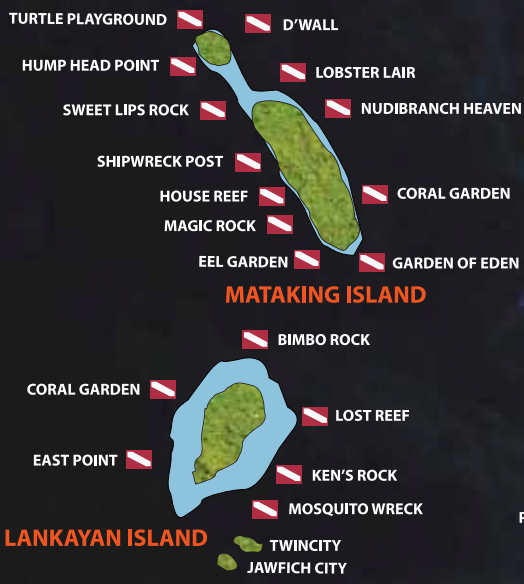 TURTLE PLAYGROUND
D'WALL
HUMP HEAD POINT
LOBSTER LAIR
SWEET LIPS ROCK
NUDIBRANCH HEAVEN
SHIPWRECK POST
HOUSE REEF
CORAL GARDEN
MAGIC ROCK
EEL GARDEN
GARDEN OF EDEN
MATAKING ISLAND
BIMBO ROCK
CORAL GARDEN
LOST REEF
EAST POINT
KEN'S ROCK
MOSQUITO WRECK
LANKAYAN ISLAND
TWINCITY
JAWFICH CITY